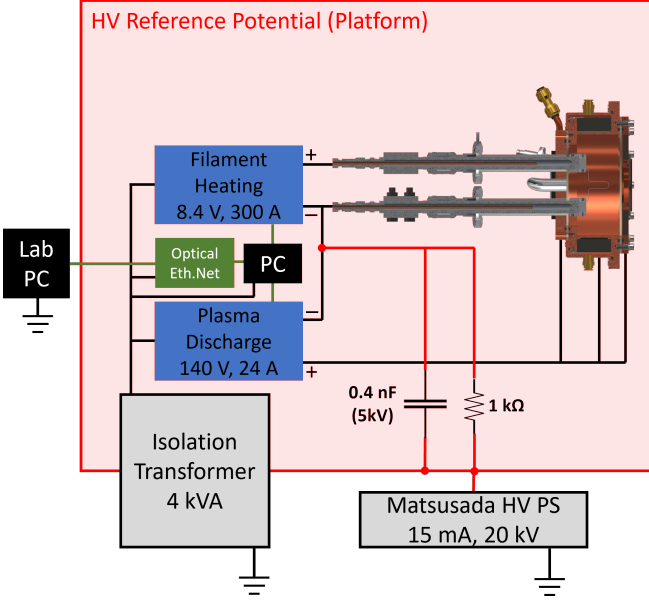 HV Reference Potential (Platform)
Filament
Heating
8.4 V, 300 A
+
−
Lab
PC
Optical
Eth.Net
PC
Plasma
Discharge
140 V, 24 A
−
+
0.4 nF
(5kV)
1 kΩ
Isolation
Transformer
4 kVA
Matsusada HV PS
15 mA, 20 kV